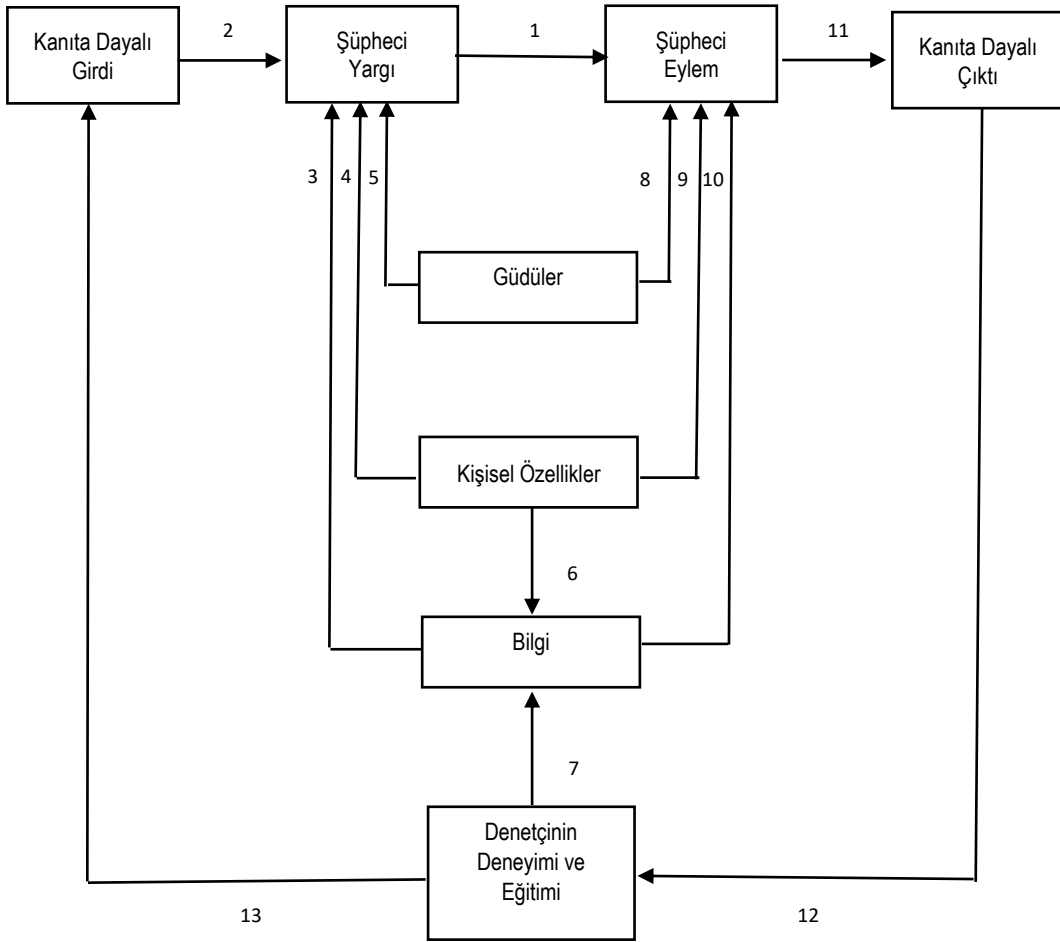 Kanıta Dayalı
Girdi
2
Şüpheci
Yargı
1
Şüpheci
Eylem
11
Kanıta Dayalı
Çıktı
3
4
5
8
9
10
Güdüler
Kişisel Özellikler
6
Bilgi
7
Denetçinin
Deneyimi ve
Eğitimi
13
12